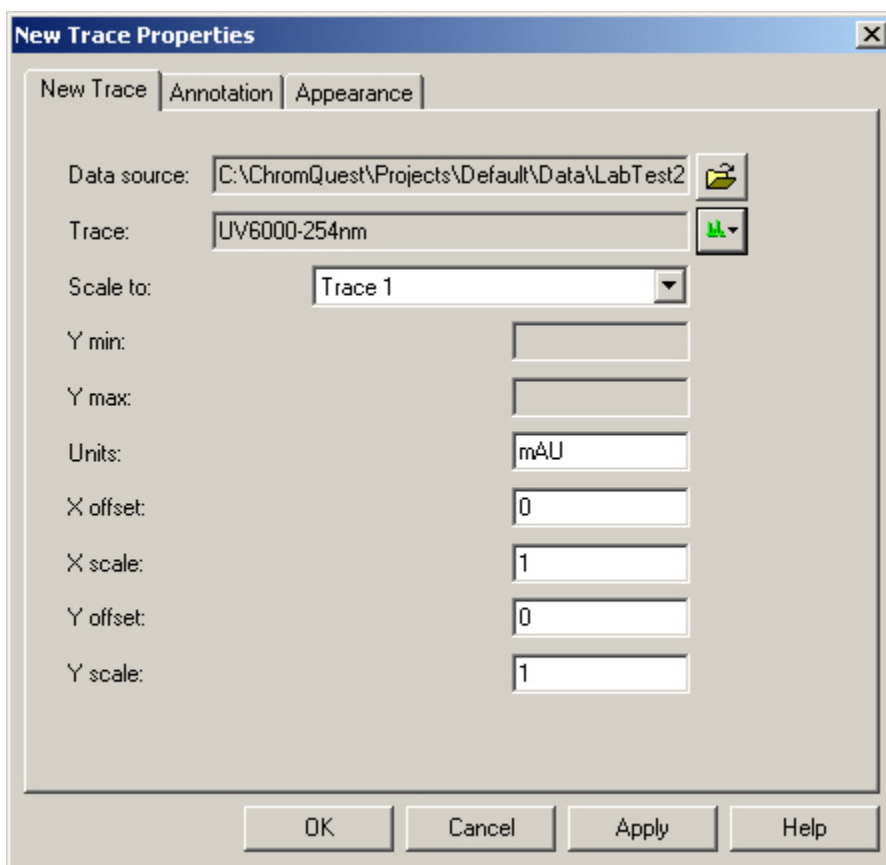 New Trace Properties
New Trace Annotation Appearance
Data source: C:\ChromQuest\Projects\Default\Data\LabTest2
Trace: UV6000-254nm
Scale to: Trace 1
Y min:
Y max:
Units: mAU
X offset: 0
X scale: 1
Y offset: 0
Y scale: 1
OK Cancel Apply Help